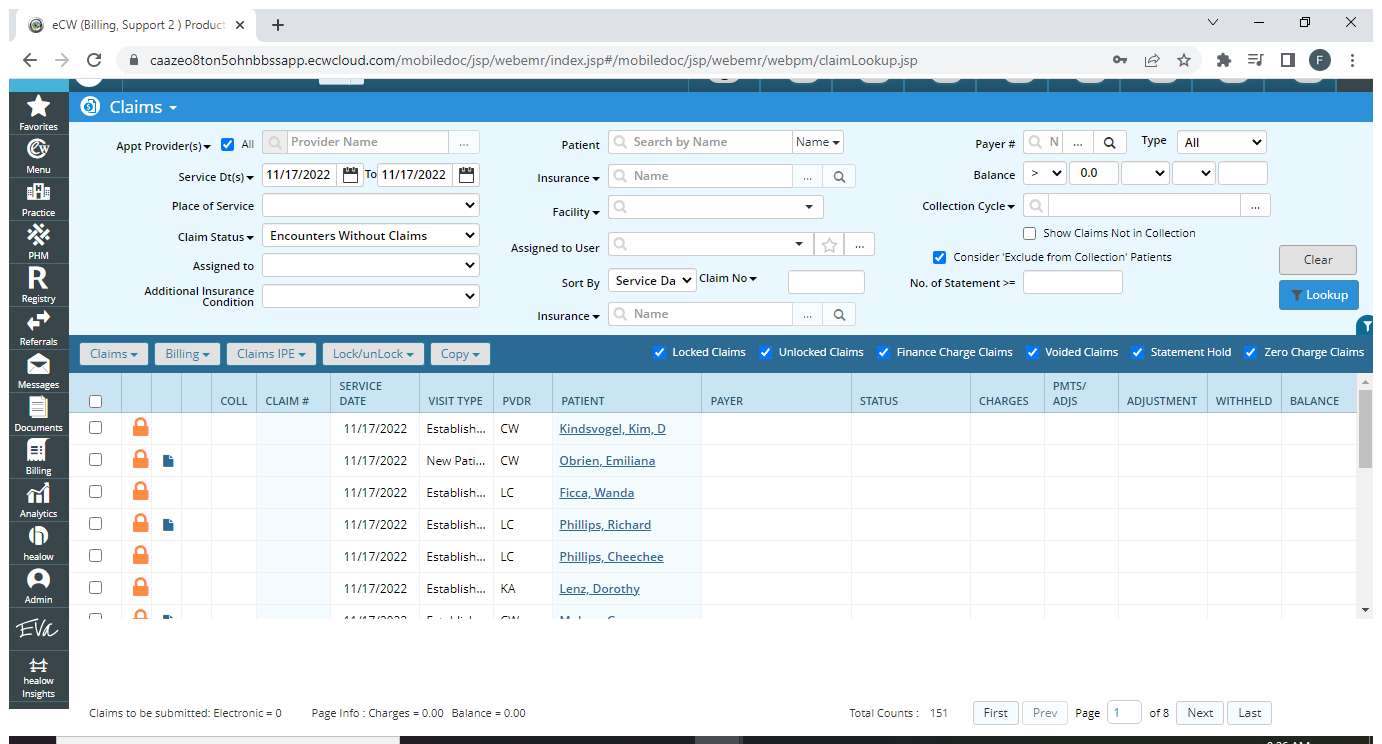 eCW (Billing, Support 2 ) Product
caazeo8ton5ohnbbssapp.ecwcloud.com/mobiledoc/jsp/webemr/index.jsp#/mobiledoc/jsp/webemr/webpm/claimLookup.jsp
F
Favorites
Menu
Practice
PHM
R
Registry
Referrals
Messages
Documents
Billing
Analytics
healow
Admin
EVA
healow
Insights
Claims
Appt Provider(s) All Provider Name ...
Patient Search by Name Name
Payer # N ... Type All
Service Dt(s) 11/17/2022 To 11/17/2022
Insurance Name ...
Balance > 0.0
Place of Service
Facility
Collection Cycle ...
Claim Status Encounters Without Claims
Assigned to User ...
Show Claims Not in Collection
Assigned to
Consider 'Exclude from Collection' Patients
Clear
Sort By Service Da Claim No
No. of Statement >=
Additional Insurance
Condition
Lookup
Insurance Name ...
Claims Billing Claims IPE Lock/unLock Copy
Locked Claims Unlocked Claims Finance Charge Claims Voided Claims Statement Hold Zero Charge Claims
COLL CLAIM # SERVICE DATE VISIT TYPE PVDR PATIENT PAYER STATUS CHARGES PMTS/ ADJS ADJUSTMENT WITHHELD BALANCE
11/17/2022 Establish... CW Kindsvogel, Kim, D
11/17/2022 New Pati... CW Obrien, Emiliana
11/17/2022 Establish... LC Ficca, Wanda
11/17/2022 Establish... LC Phillips, Richard
11/17/2022 Establish... LC Phillips, Cheechee
11/17/2022 Establish... KA Lenz, Dorothy
Claims to be submitted: Electronic = 0 Page Info : Charges = 0.00 Balance = 0.00
Total Counts : 151 First Prev Page 1 of 8 Next Last